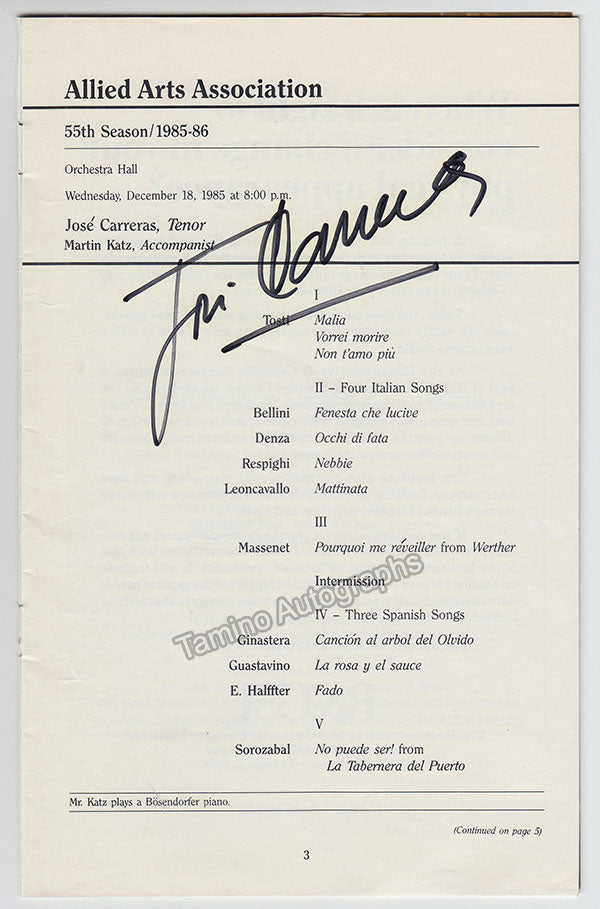 Allied Arts Association
55th Season/1985-86
Orchestra Hall
Wednesday, December 18, 1985 at 8:00 p.m.
José Carreras, Tenor
Martin Katz, Accompanist
José Carreras
I
Tosti Malia
Vorrei morire
Non t'amo più
II – Four Italian Songs
Bellini Fenesta che lucive
Denza Occhi di fata
Respighi Nebbie
Leoncavallo Mattinata
III
Massenet Pourquoi me réveiller from Werther
Intermission
Tamino Autographs
IV – Three Spanish Songs
Ginastera Canción al arbol del Olvido
Guastavino La rosa y el sauce
E. Halffter Fado
V
Sorozabal No puede ser! from
La Tabernera del Puerto
Mr. Katz plays a Bösendorfer piano.
(Continued on page 5)
3